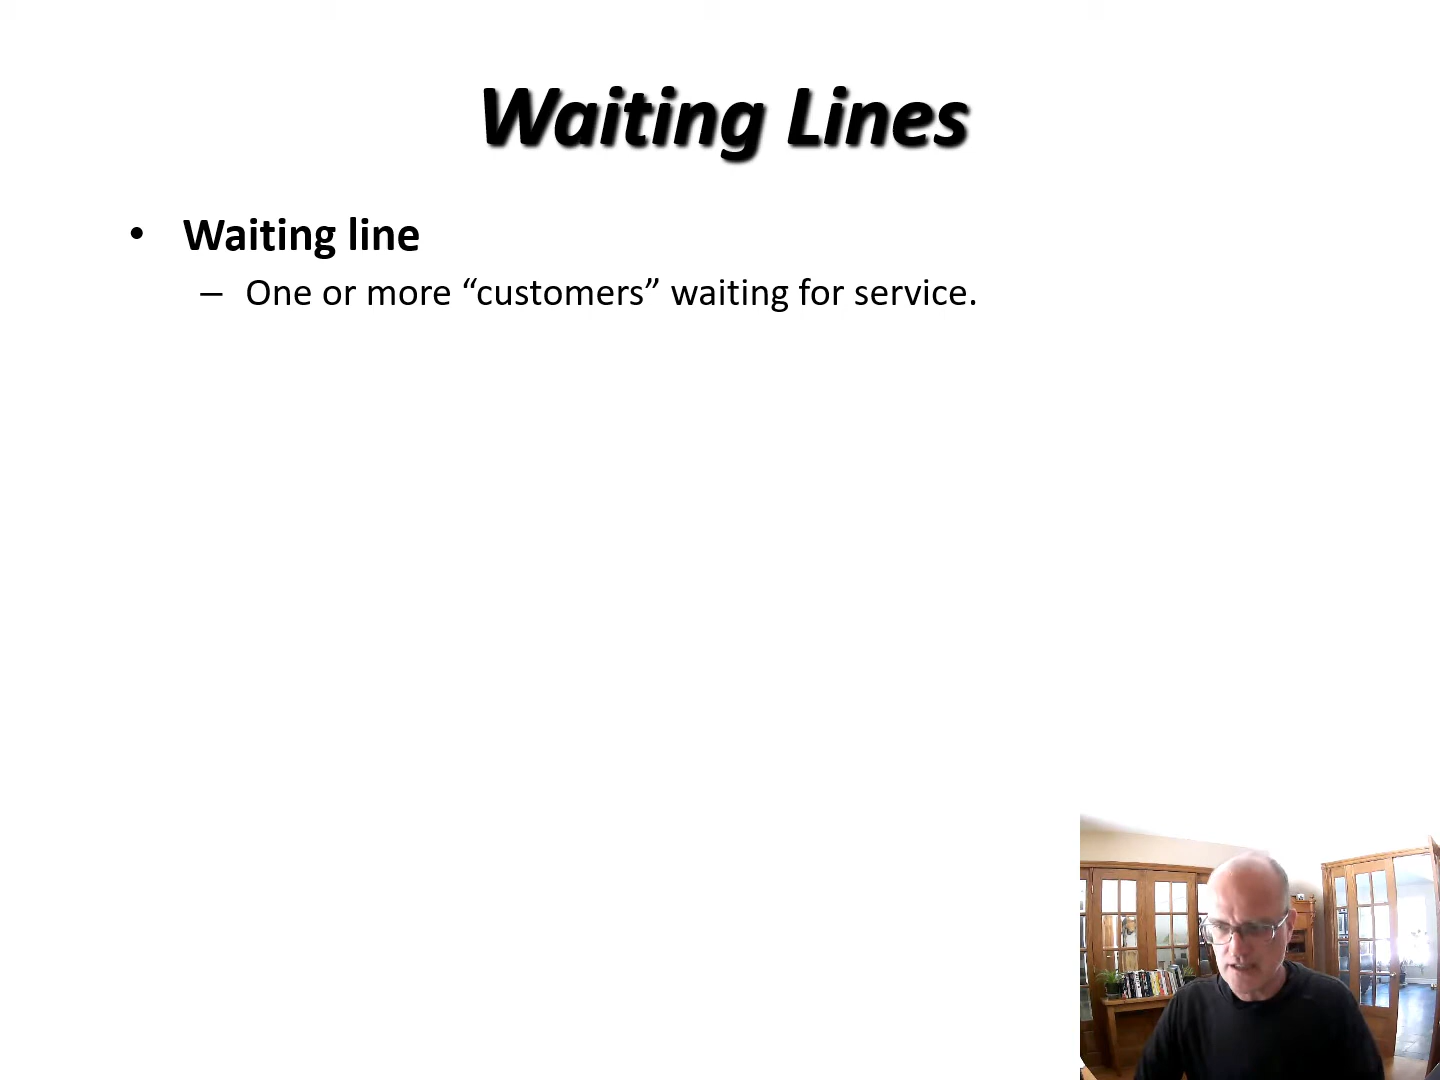 Waiting Lines
• Waiting line
– One or more “customers” waiting for service.